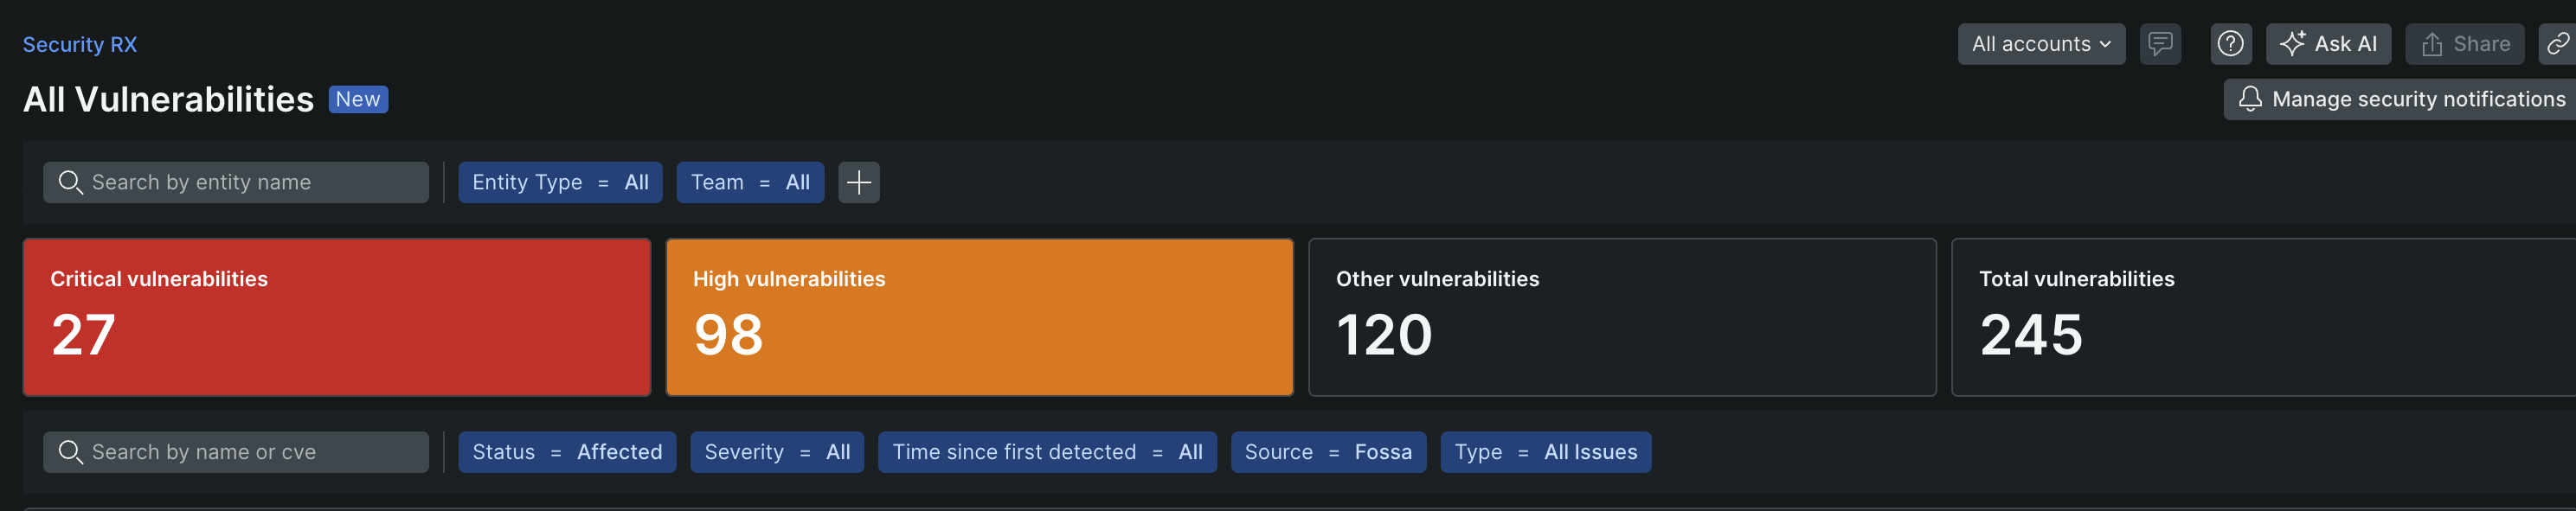 Security RX
All accounts
Ask AI
Share
All Vulnerabilities New
Manage security notifications
Search by entity name
Entity Type = All
Team = All
Critical vulnerabilities
27
High vulnerabilities
98
Other vulnerabilities
120
Total vulnerabilities
245
Search by name or cve
Status = Affected
Severity = All
Time since first detected = All
Source = Fossa
Type = All Issues